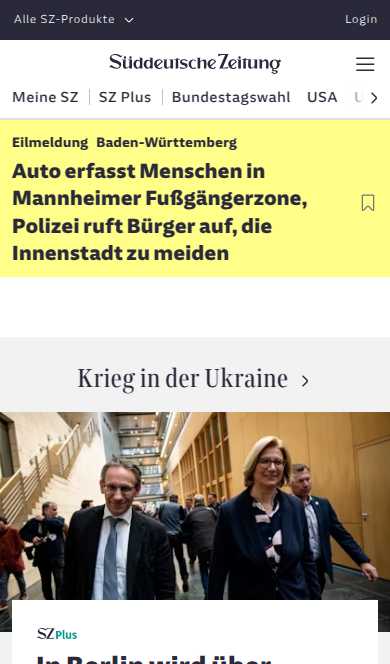 Alle SZ-Produkte
Login
Süddeutsche Zeitung
Meine SZ
SZ Plus
Bundestagswahl
USA
Eilmeldung Baden-Württemberg
Auto erfasst Menschen in
Mannheimer Fußgängerzone,
Polizei ruft Bürger auf, die
Innenstadt zu meiden
Krieg in der Ukraine
SZ Plus
In Berlin wird über